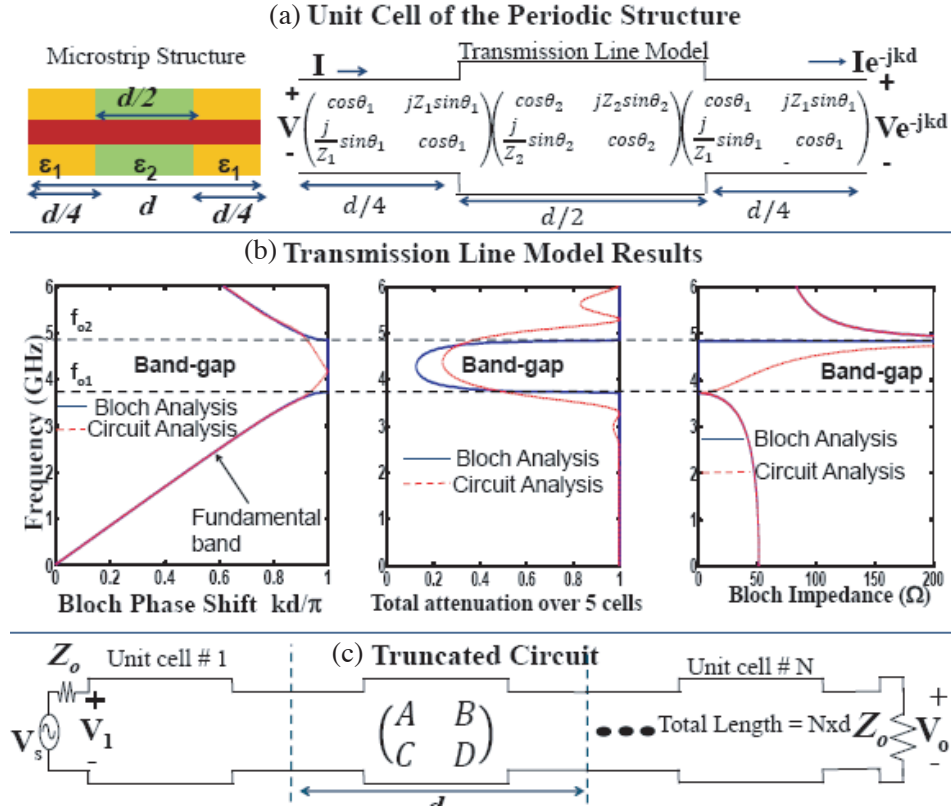 (a) Unit Cell of the Periodic Structure
Microstrip Structure
Transmission Line Model
d/2
ε1 ε2 ε1
d/4 d d/4
I Ie^-jkd
+ +
V Ve^-jkd
- -
(cosθ1 jZ1sinθ1
j/Z1 sinθ1 cosθ1)
(cosθ2 jZ2sinθ2
j/Z2 sinθ2 cosθ2)
(cosθ1 jZ1sinθ1
j/Z1 sinθ1 cosθ1)
d/4 d/2 d/4
(b) Transmission Line Model Results
Frequency (GHz)
6
5
4
3
2
1
0
fo2
Band-gap
fo1
Bloch Analysis
Circuit Analysis
Fundamental
band
0 0.2 0.4 0.6 0.8 1
Bloch Phase Shift kd/π
6
5
4
3
2
1
0
Band-gap
Bloch Analysis
Circuit Analysis
0.2 0.4 0.6 0.8 1
Total attenuation over 5 cells
6
5
4
3
2
1
0
Band-gap
Bloch Analysis
Circuit Analysis
0 50 100 150 200
Bloch Impedance (Ω)
(c) Truncated Circuit
Zo Unit cell # 1 Unit cell # N
Vs
+
V1
-
(A B
C D)
••• Total Length = Nxd
Zo
+
Vo
-
d